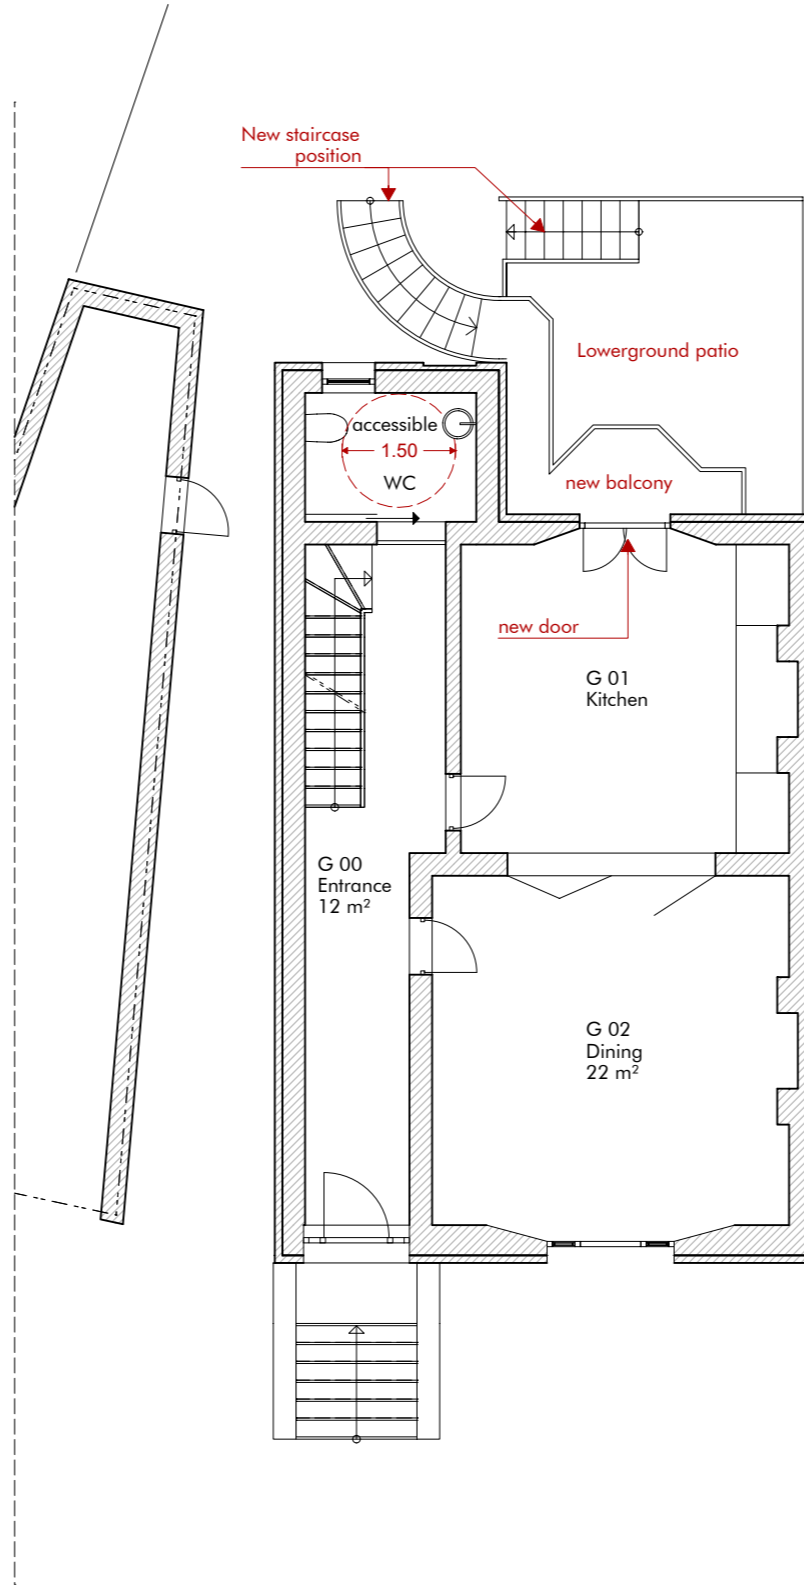 New staircase
position
Lowerground patio
accessible
1.50
WC
new balcony
new door
G 01
Kitchen
G 00
Entrance
12 m²
G 02
Dining
22 m²